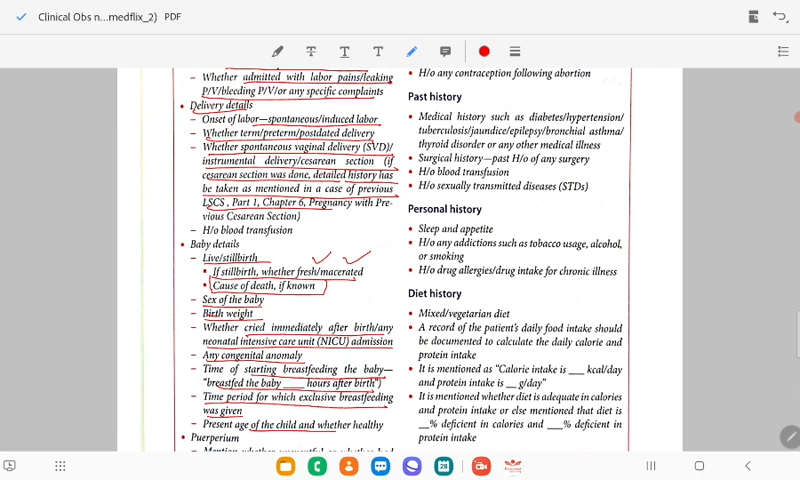 Clinical Obs n...medflix_2) PDF
– Whether admitted with labor pains/leaking
P/V/bleeding P/V/or any specific complaints
• Delivery details
– Onset of labor—spontaneous/induced labor
– Whether term/preterm/postdated delivery
– Whether spontaneous vaginal delivery (SVD)/
instrumental delivery/cesarean section (if
cesarean section was done, detailed history has
be taken as mentioned in a case of previous
LSCS , Part 1, Chapter 6, Pregnancy with Pre-
vious Cesarean Section)
– H/o blood transfusion
• Baby details
– Live/stillbirth
▪ If stillbirth, whether fresh/macerated
▪ Cause of death, if known
– Sex of the baby
– Birth weight
– Whether cried immediately after birth/any
neonatal intensive care unit (NICU) admission
– Any congenital anomaly
– Time of starting breastfeeding the baby—
"breastfed the baby ____ hours after birth")
– Time period for which exclusive breastfeeding
was given
– Present age of the child and whether healthy
• Puerperium
• H/o any contraception following abortion
Past history
• Medical history such as diabetes/hypertension/
tuberculosis/jaundice/epilepsy/bronchial asthma/
thyroid disorder or any other medical illness
• Surgical history—past H/o of any surgery
• H/o blood transfusion
• H/o sexually transmitted diseases (STDs)
Personal history
• Sleep and appetite
• H/o any addictions such as tobacco usage, alcohol,
or smoking
• H/o drug allergies/drug intake for chronic illness
Diet history
• Mixed/vegetarian diet
• A record of the patient's daily food intake should
be documented to calculate the daily calorie and
protein intake
• It is mentioned as "Calorie intake is ___ kcal/day
and protein intake is __ g/day"
• It is mentioned whether diet is adequate in calories
and protein intake or else mentioned that diet is
__% deficient in calories and ___% deficient in
protein intake